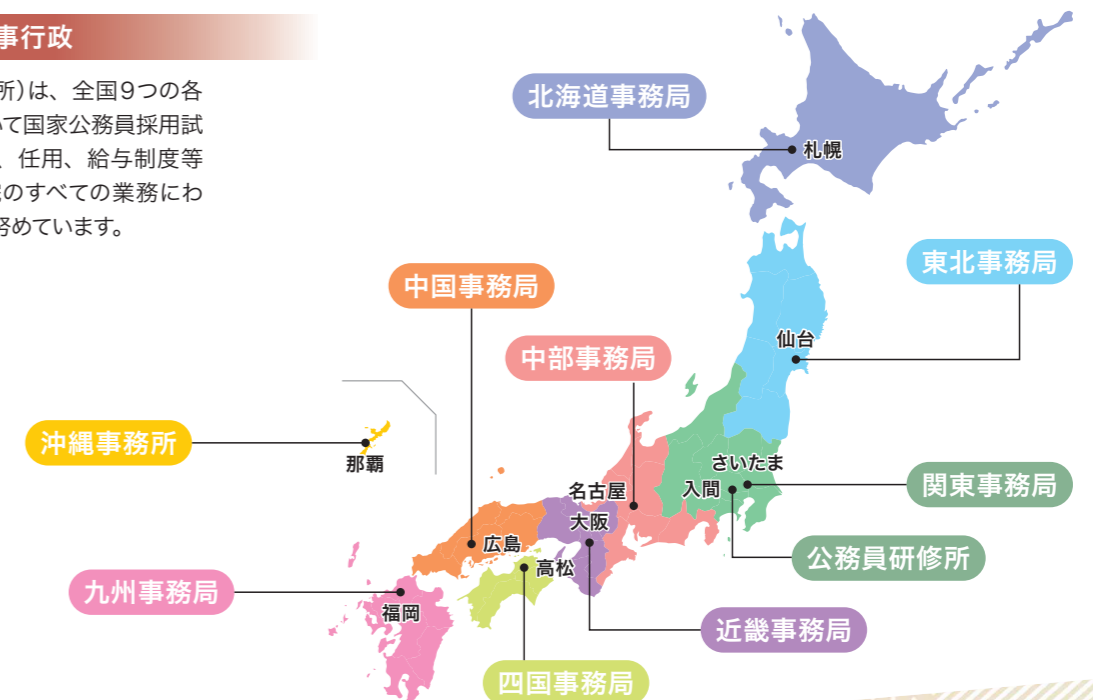 事行政
所)は、全国9つの各
いて国家公務員採用試
、任用、給与制度等
のすべての業務にわ
努めています。
北海道事務局
札幌
東北事務局
中国事務局
仙台
中部事務局
沖縄事務所
那覇
さいたま
名古屋
入間
関東事務局
大阪
広島
公務員研修所
高松
九州事務局
福岡
近畿事務局
四国事務局